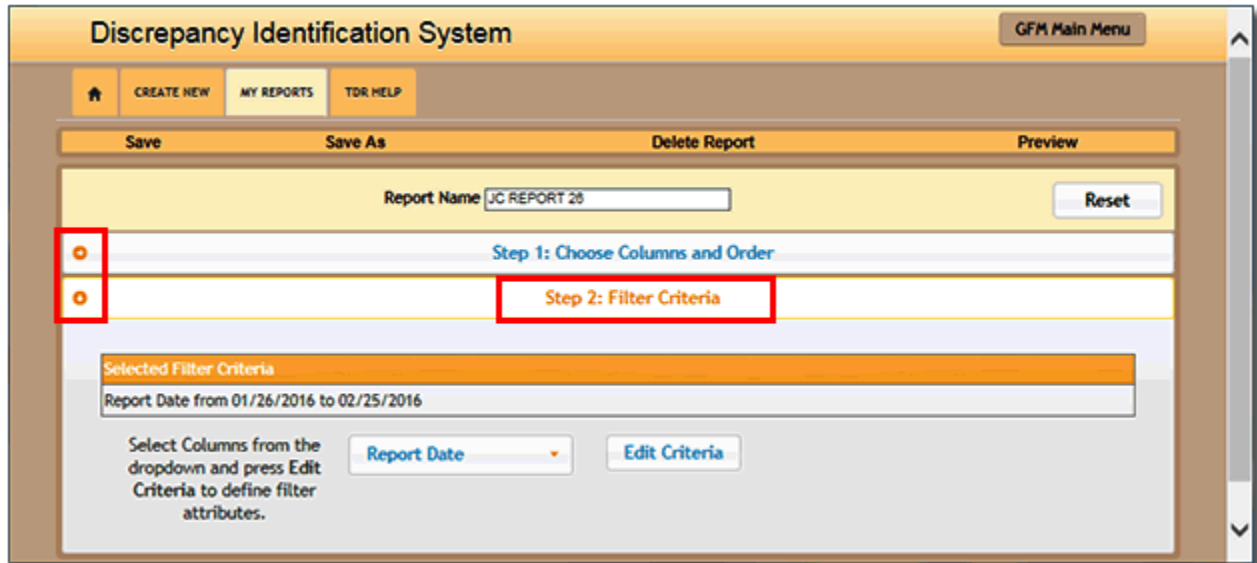 Discrepancy Identification System
GFM Main Menu
CREATE NEW
MY REPORTS
TDR HELP
Save
Save As
Delete Report
Preview
Report Name JC REPORT 26
Reset
Step 1: Choose Columns and Order
Step 2: Filter Criteria
Selected Filter Criteria
Report Date from 01/26/2016 to 02/25/2016
Select Columns from the
dropdown and press Edit
Criteria to define filter
attributes.
Report Date
Edit Criteria